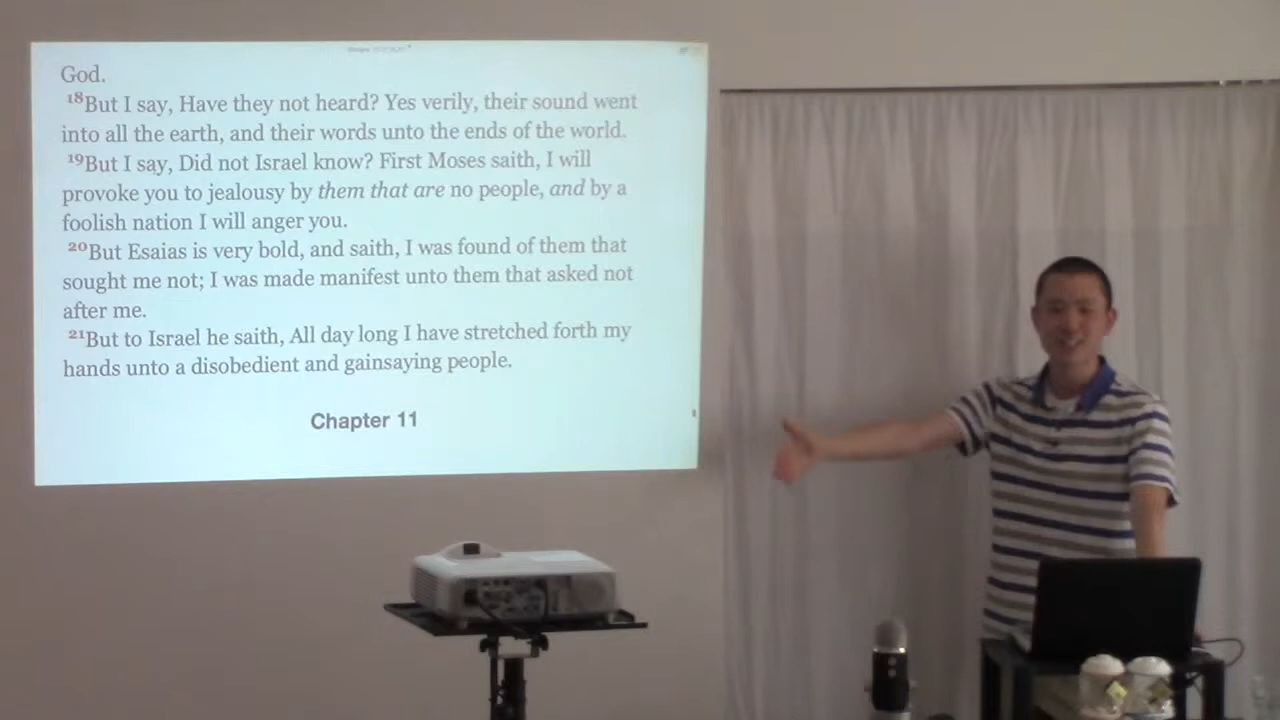 God.
18But I say, Have they not heard? Yes verily, their sound went
into all the earth, and their words unto the ends of the world.
19But I say, Did not Israel know? First Moses saith, I will
provoke you to jealousy by them that are no people, and by a
foolish nation I will anger you.
20But Esaias is very bold, and saith, I was found of them that
sought me not; I was made manifest unto them that asked not
after me.
21But to Israel he saith, All day long I have stretched forth my
hands unto a disobedient and gainsaying people.
Chapter 11